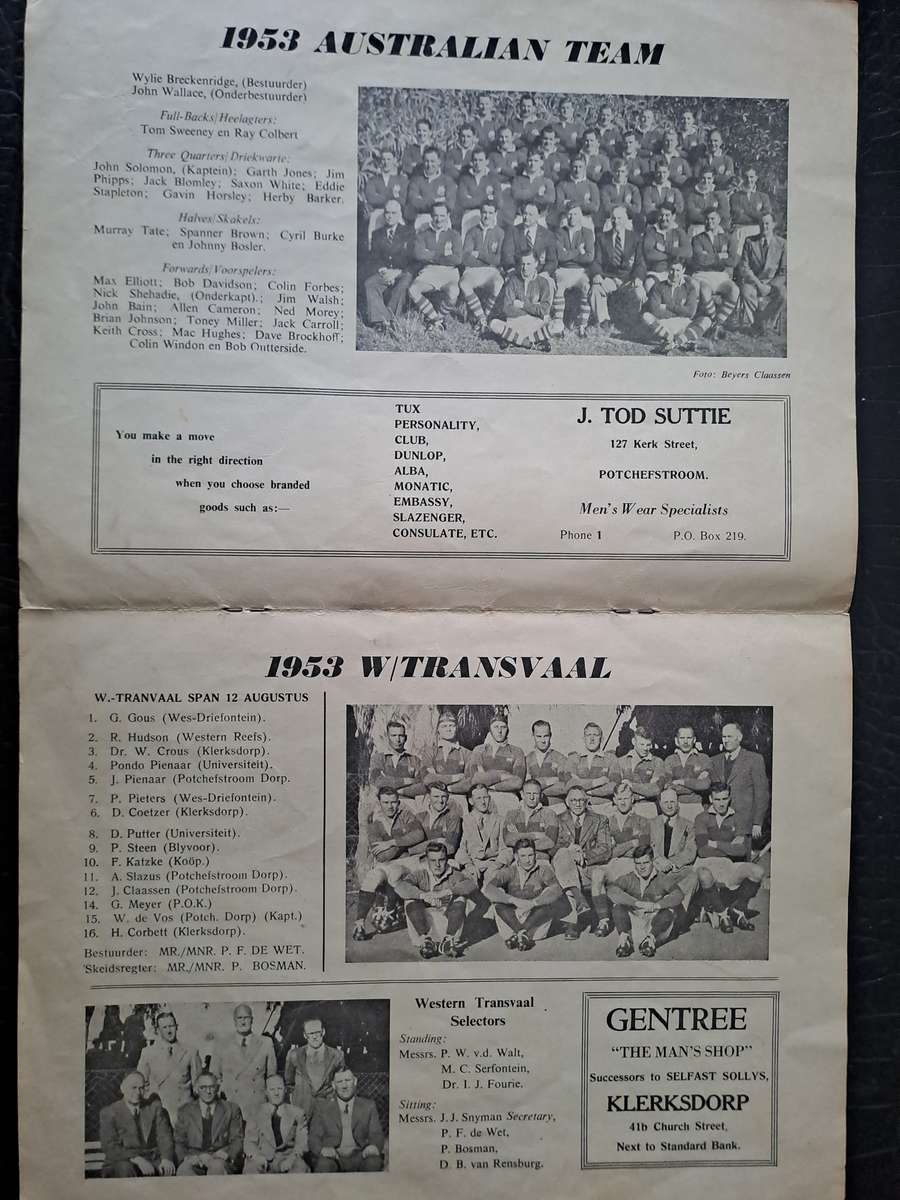 1953 AUSTRALIAN TEAM
Wylie Breckenridge, (Bestuurder)
John Wallace, (Onderbestuurder)
Full-Backs/Heelagters:
Tom Sweeney en Ray Colbert
Three Quarters/Driekwarte:
John Solomon, (Kaptein); Garth Jones; Jim
Phipps; Jack Blomley; Saxon White; Eddie
Stapleton; Gavin Horsley; Herby Barker.
Halves/Skakels:
Murray Tate; Spanner Brown; Cyril Burke
en Johnny Bosler.
Forwards/Voorspelers:
Max Elliott; Bob Davidson; Colin Forbes;
Nick Shehadie, (Onderkapt).; Jim Walsh;
John Bain; Allen Cameron; Ned Morey;
Brian Johnson; Toney Miller; Jack Carroll;
Keith Cross; Mac Hughes; Dave Brockhoff;
Colin Windon en Bob Outterside.
Foto: Beyers Claassen
You make a move
in the right direction
when you choose branded
goods such as:—
TUX
PERSONALITY,
CLUB,
DUNLOP,
ALBA,
MONATIC,
EMBASSY,
SLAZENGER,
CONSULATE, ETC.
J. TOD SUTTIE
127 Kerk Street,
POTCHEFSTROOM.
Men's Wear Specialists
Phone 1 P.O. Box 219.
1953 W/TRANSVAAL
W.-TRANVAAL SPAN 12 AUGUSTUS
1. G. Gous (Wes-Driefontein).
2. R. Hudson (Western Reefs).
3. Dr. W. Crous (Klerksdorp).
4. Pondo Pienaar (Universiteit).
5. J. Pienaar (Potchefstroom Dorp.
7. P. Pieters (Wes-Driefontein).
6. D. Coetzer (Klerksdorp).
8. D. Putter (Universiteit).
9. P. Steen (Blyvoor).
10. F. Katzke (Koöp.)
11. A. Slazus (Potchefstroom Dorp).
12. J. Claassen (Potchefstroom Dorp).
14. G. Meyer (P.O.K.)
15. W. de Vos (Potch. Dorp) (Kapt.)
16. H. Corbett (Klerksdorp).
Bestuurder: MR./MNR. P. F. DE WET.
Skeidsregter: MR./MNR. P. BOSMAN.
Western Transvaal
Selectors
Standing:
Messrs. P. W. v.d. Walt,
M. C. Serfontein,
Dr. I. J. Fourie.
Sitting:
Messrs. J. J. Snyman Secretary,
P. F. de Wet,
P. Bosman,
D. B. van Rensburg.
GENTREE
"THE MAN'S SHOP"
Successors to SELFAST SOLLYS,
KLERKSDORP
41b Church Street,
Next to Standard Bank.